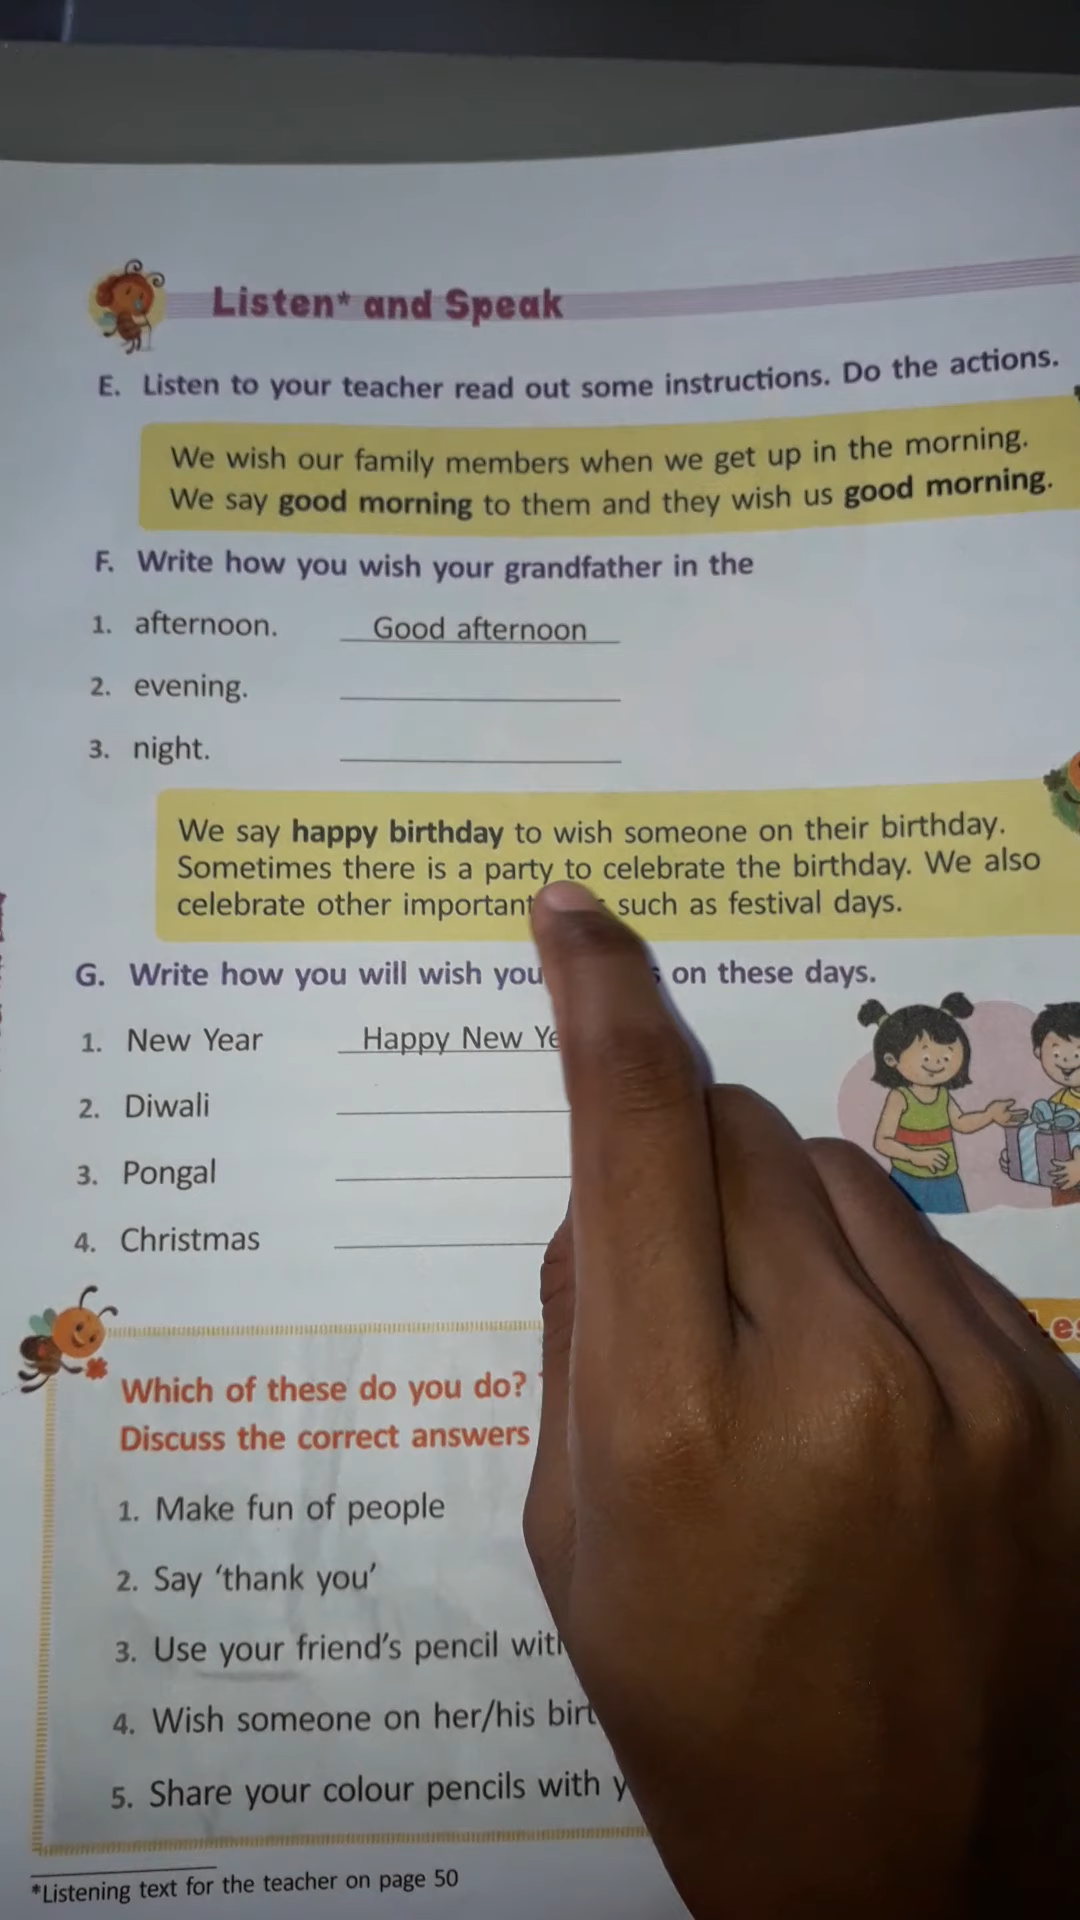 Listen* and Speak
E. Listen to your teacher read out some instructions. Do the actions.
We wish our family members when we get up in the morning.
We say good morning to them and they wish us good morning.
F. Write how you wish your grandfather in the
1. afternoon. Good afternoon
2. evening.
3. night.
We say happy birthday to wish someone on their birthday.
Sometimes there is a party to celebrate the birthday. We also
celebrate other important such as festival days.
G. Write how you will wish on these days.
1. New Year Happy New
2. Diwali
3. Pongal
4. Christmas
Which of these do you do?
Discuss the correct answers
1. Make fun of people
2. Say ‘thank you’
3. Use your friend’s pencil
4. Wish someone on her/his
5. Share your colour pencils with
*Listening text for the teacher on page 50